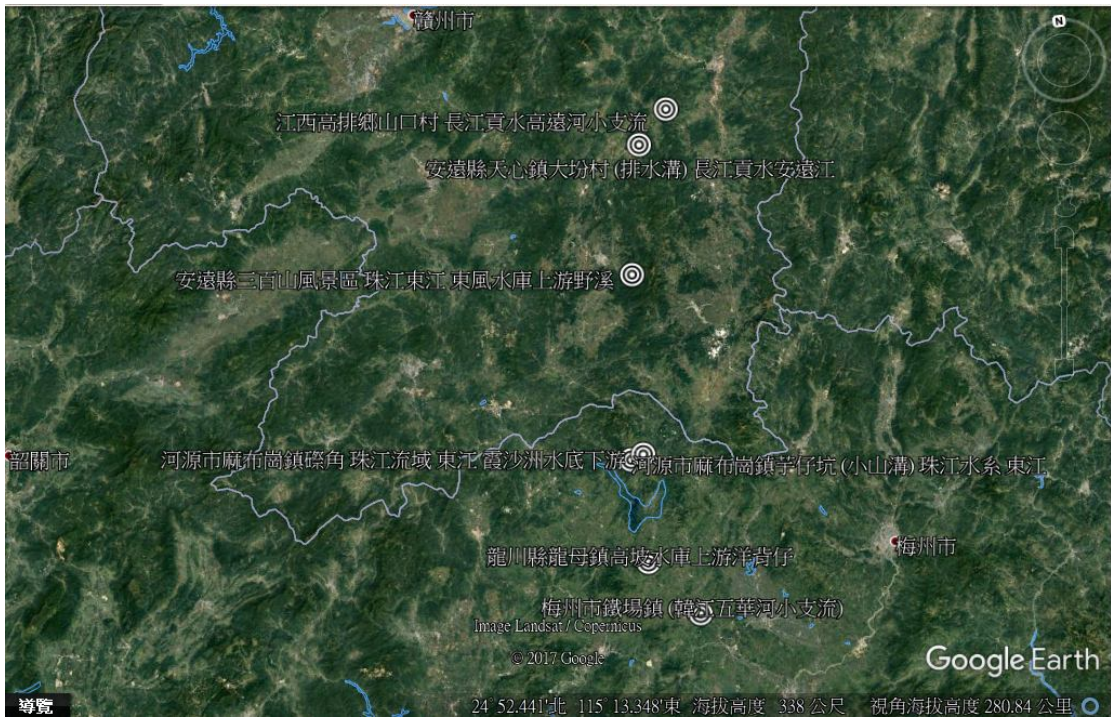 贛州市
N
江西高排鄉山口村 長江貢水高遠河小支流
安遠縣天心鎮大坋村 (排水溝) 長江貢水安遠江
安遠縣三百山風景區 珠江東江 東風水庫上游野溪
韶關市
河源市麻布崗鎮磜角 珠江流域 東江 霞沙洲水底下游
河源市麻布崗鎮芋仔坑 (小山溝) 珠江水系 東江
梅州市
龍川縣龍母鎮高坡水庫上游洋背仔
梅州市鐵場鎮 (韓江五華河小支流)
Image Landsat / Copernicus
© 2017 Google
Google Earth
導覽
24°52.441'北 115°13.348'東 海拔高度 338 公尺 視角海拔高度 280.84 公里